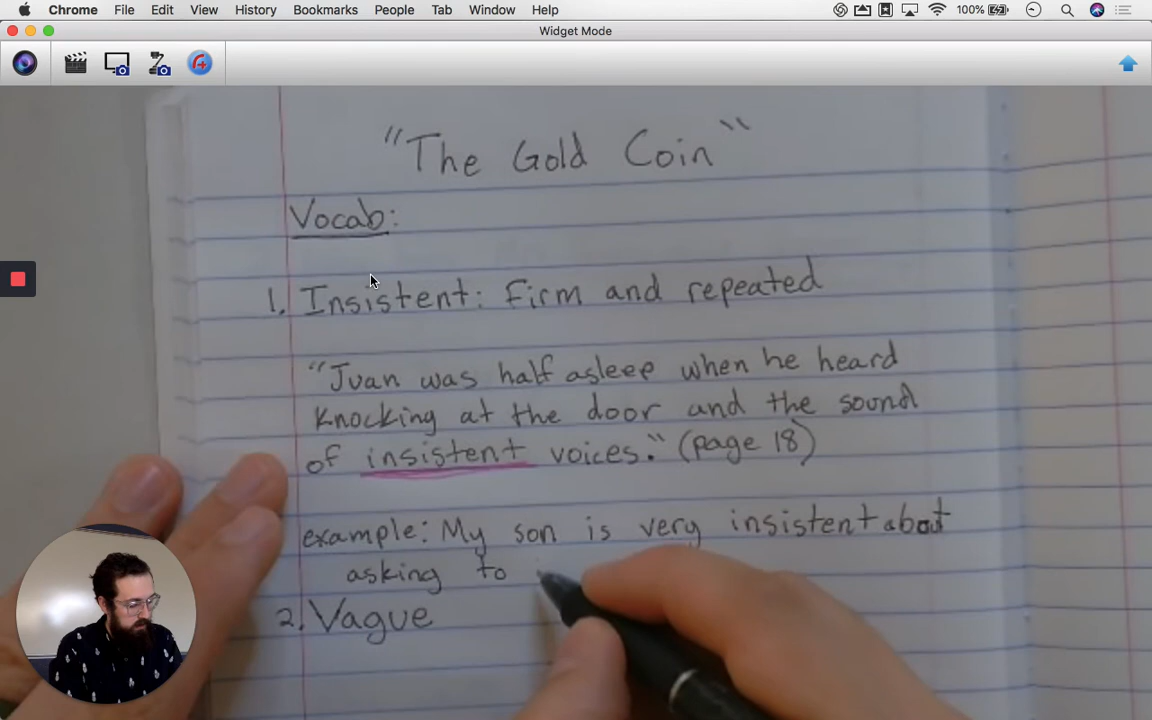 Chrome File Edit View History Bookmarks People Tab Window Help 100%
Widget Mode
"The Gold Coin"
Vocab:
1. Insistent: Firm and repeated
"Juan was half asleep when he heard
knocking at the door and the sound
of insistent voices." (page 18)
example: My son is very insistent about
asking to
2. Vague